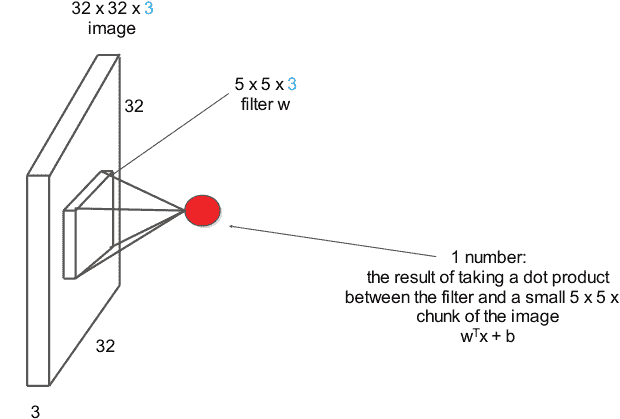 32 x 32 x 3
image
32
5 x 5 x 3
filter w
1 number:
the result of taking a dot product
between the filter and a small 5 x 5 x
chunk of the image
wᵀx + b
32
3